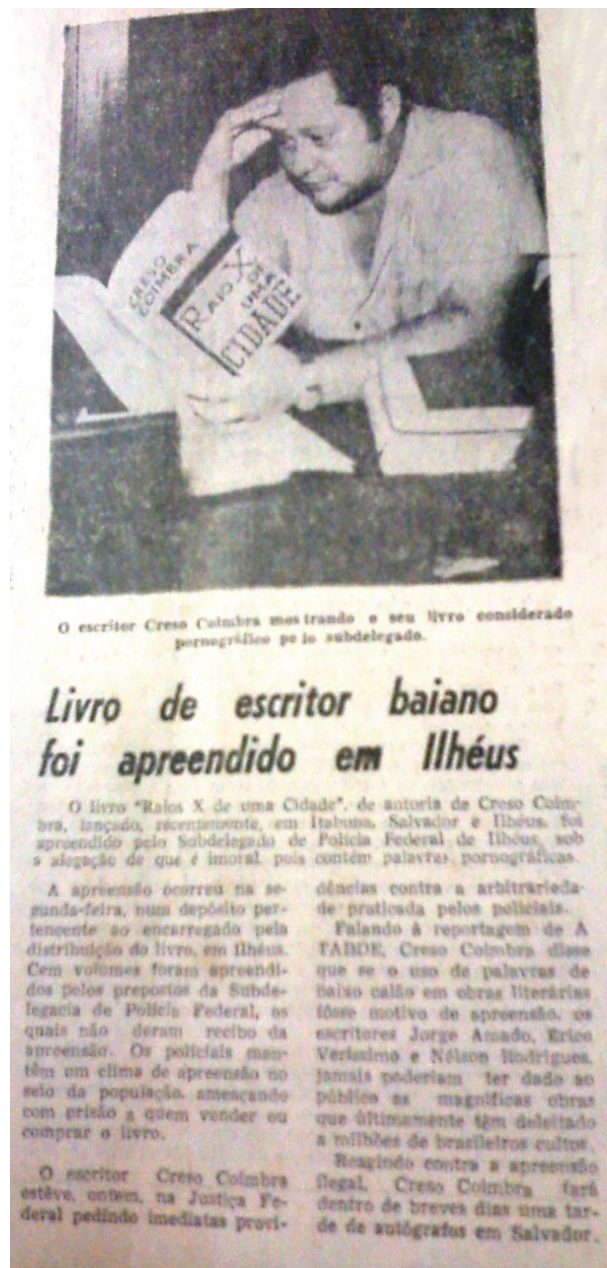 CRESO
COIMBRA
RAIO X
DE
UMA
CIDADE
O escritor Creso Coimbra mostrando o seu livro considerado
pornográfico pelo subdelegado.
Livro de escritor baiano
foi apreendido em Ilhéus
O livro "Raios X de uma Cidade", de autoria de Creso Coim-
bra, lançado, recentemente, em Itabuna, Salvador e Ilhéus, foi
apreendido pelo Subdelegado de Polícia Federal de Ilhéus, sob
a alegação de que é imoral, pois contém palavras pornográficas.
A apreensão ocorreu na se-
gunda-feira, num depósito per-
tencente ao encarregado pela
distribuição do livro, em Ilhéus.
Cem volumes foram apreendi-
dos pelos prepostos da Subde-
legacia de Polícia Federal, os
quais não deram recibo da
apreensão. Os policiais man-
têm um clima de apreensão no
seio da população, ameaçando
com prisão a quem vender ou
comprar o livro.
O escritor Creso Coimbra
estêve, ontem, na Justiça Fe-
deral pedindo imediatas provi-
dências contra a arbitrarieda-
de praticada pelos policiais.
Falando à reportagem de A
TARDE, Creso Coimbra disse
que se o uso de palavras de
baixo calão em obras literárias
fôsse motivo de apreensão, os
escritores Jorge Amado, Erico
Veríssimo e Nélson Rodrigues,
jamais poderiam ter dado ao
público as magníficas obras
que últimamente têm deleitado
a milhões de brasileiros cultos.
Reagindo contra a apreensão
ilegal, Creso Coimbra fará
dentro de breves dias uma tar-
de de autógrafos em Salvador.